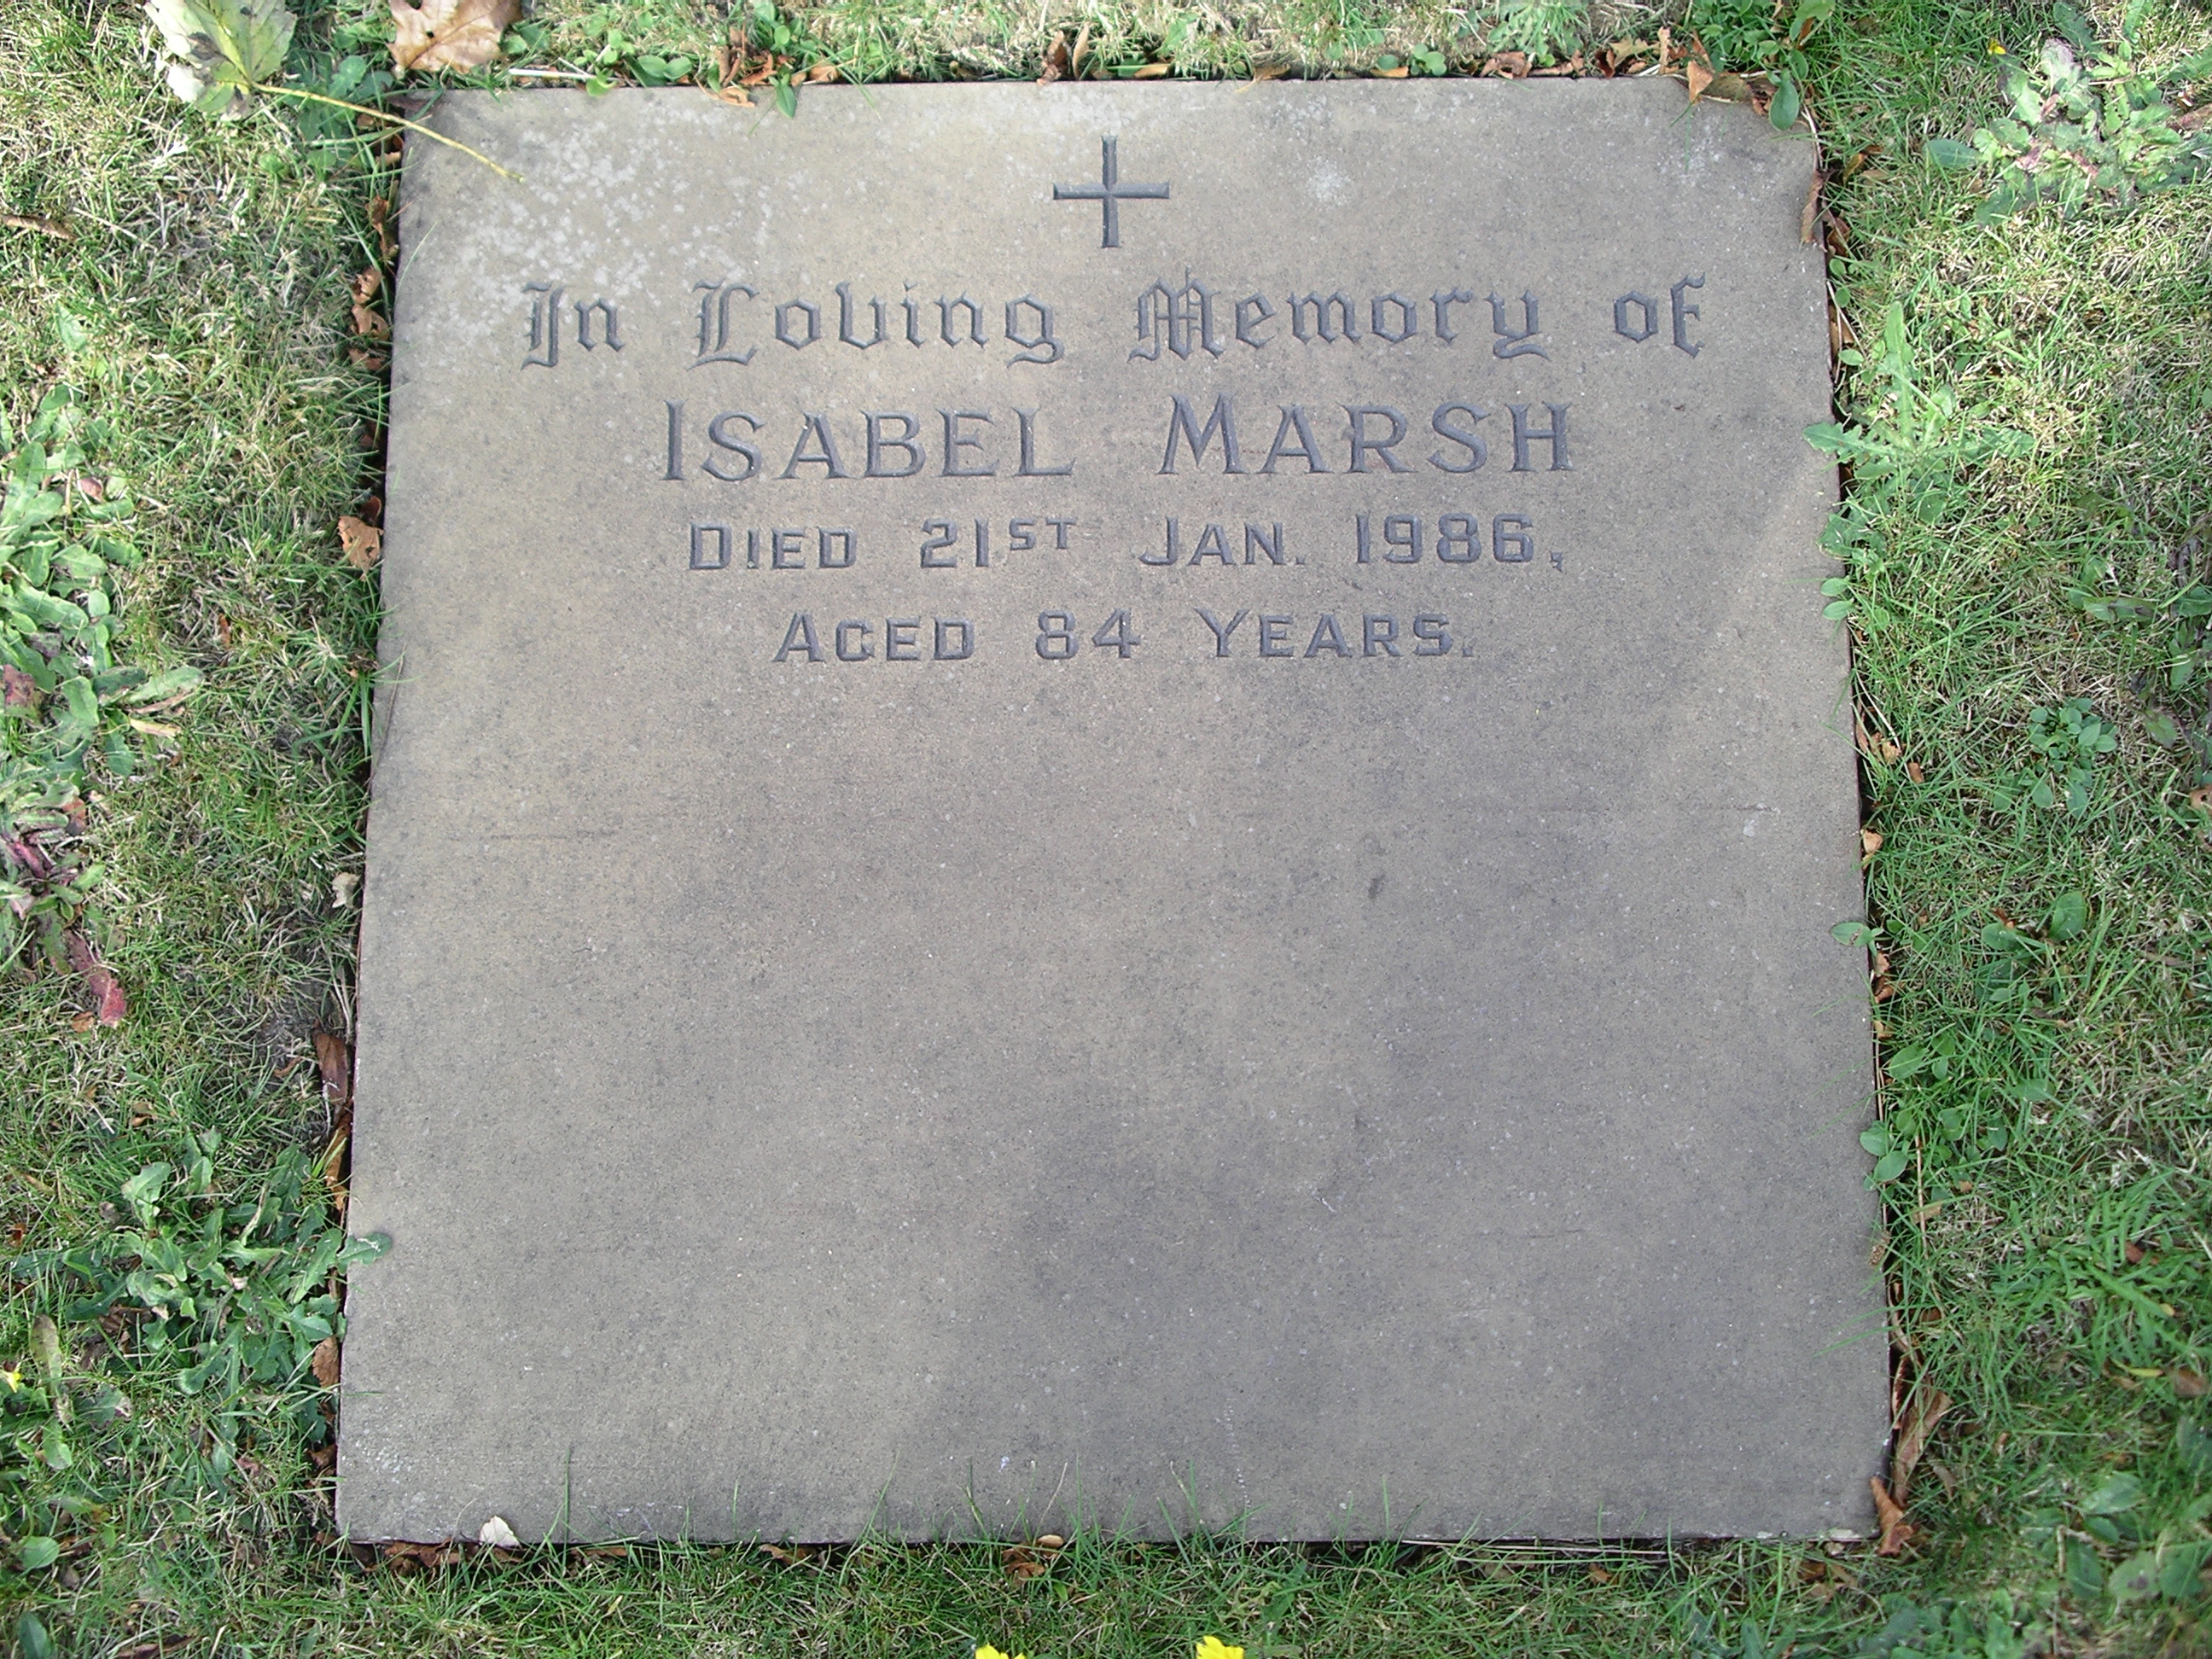 In Loving Memory of
ISABEL MARSH
DIED 21ST JAN. 1986,
AGED 84 YEARS.